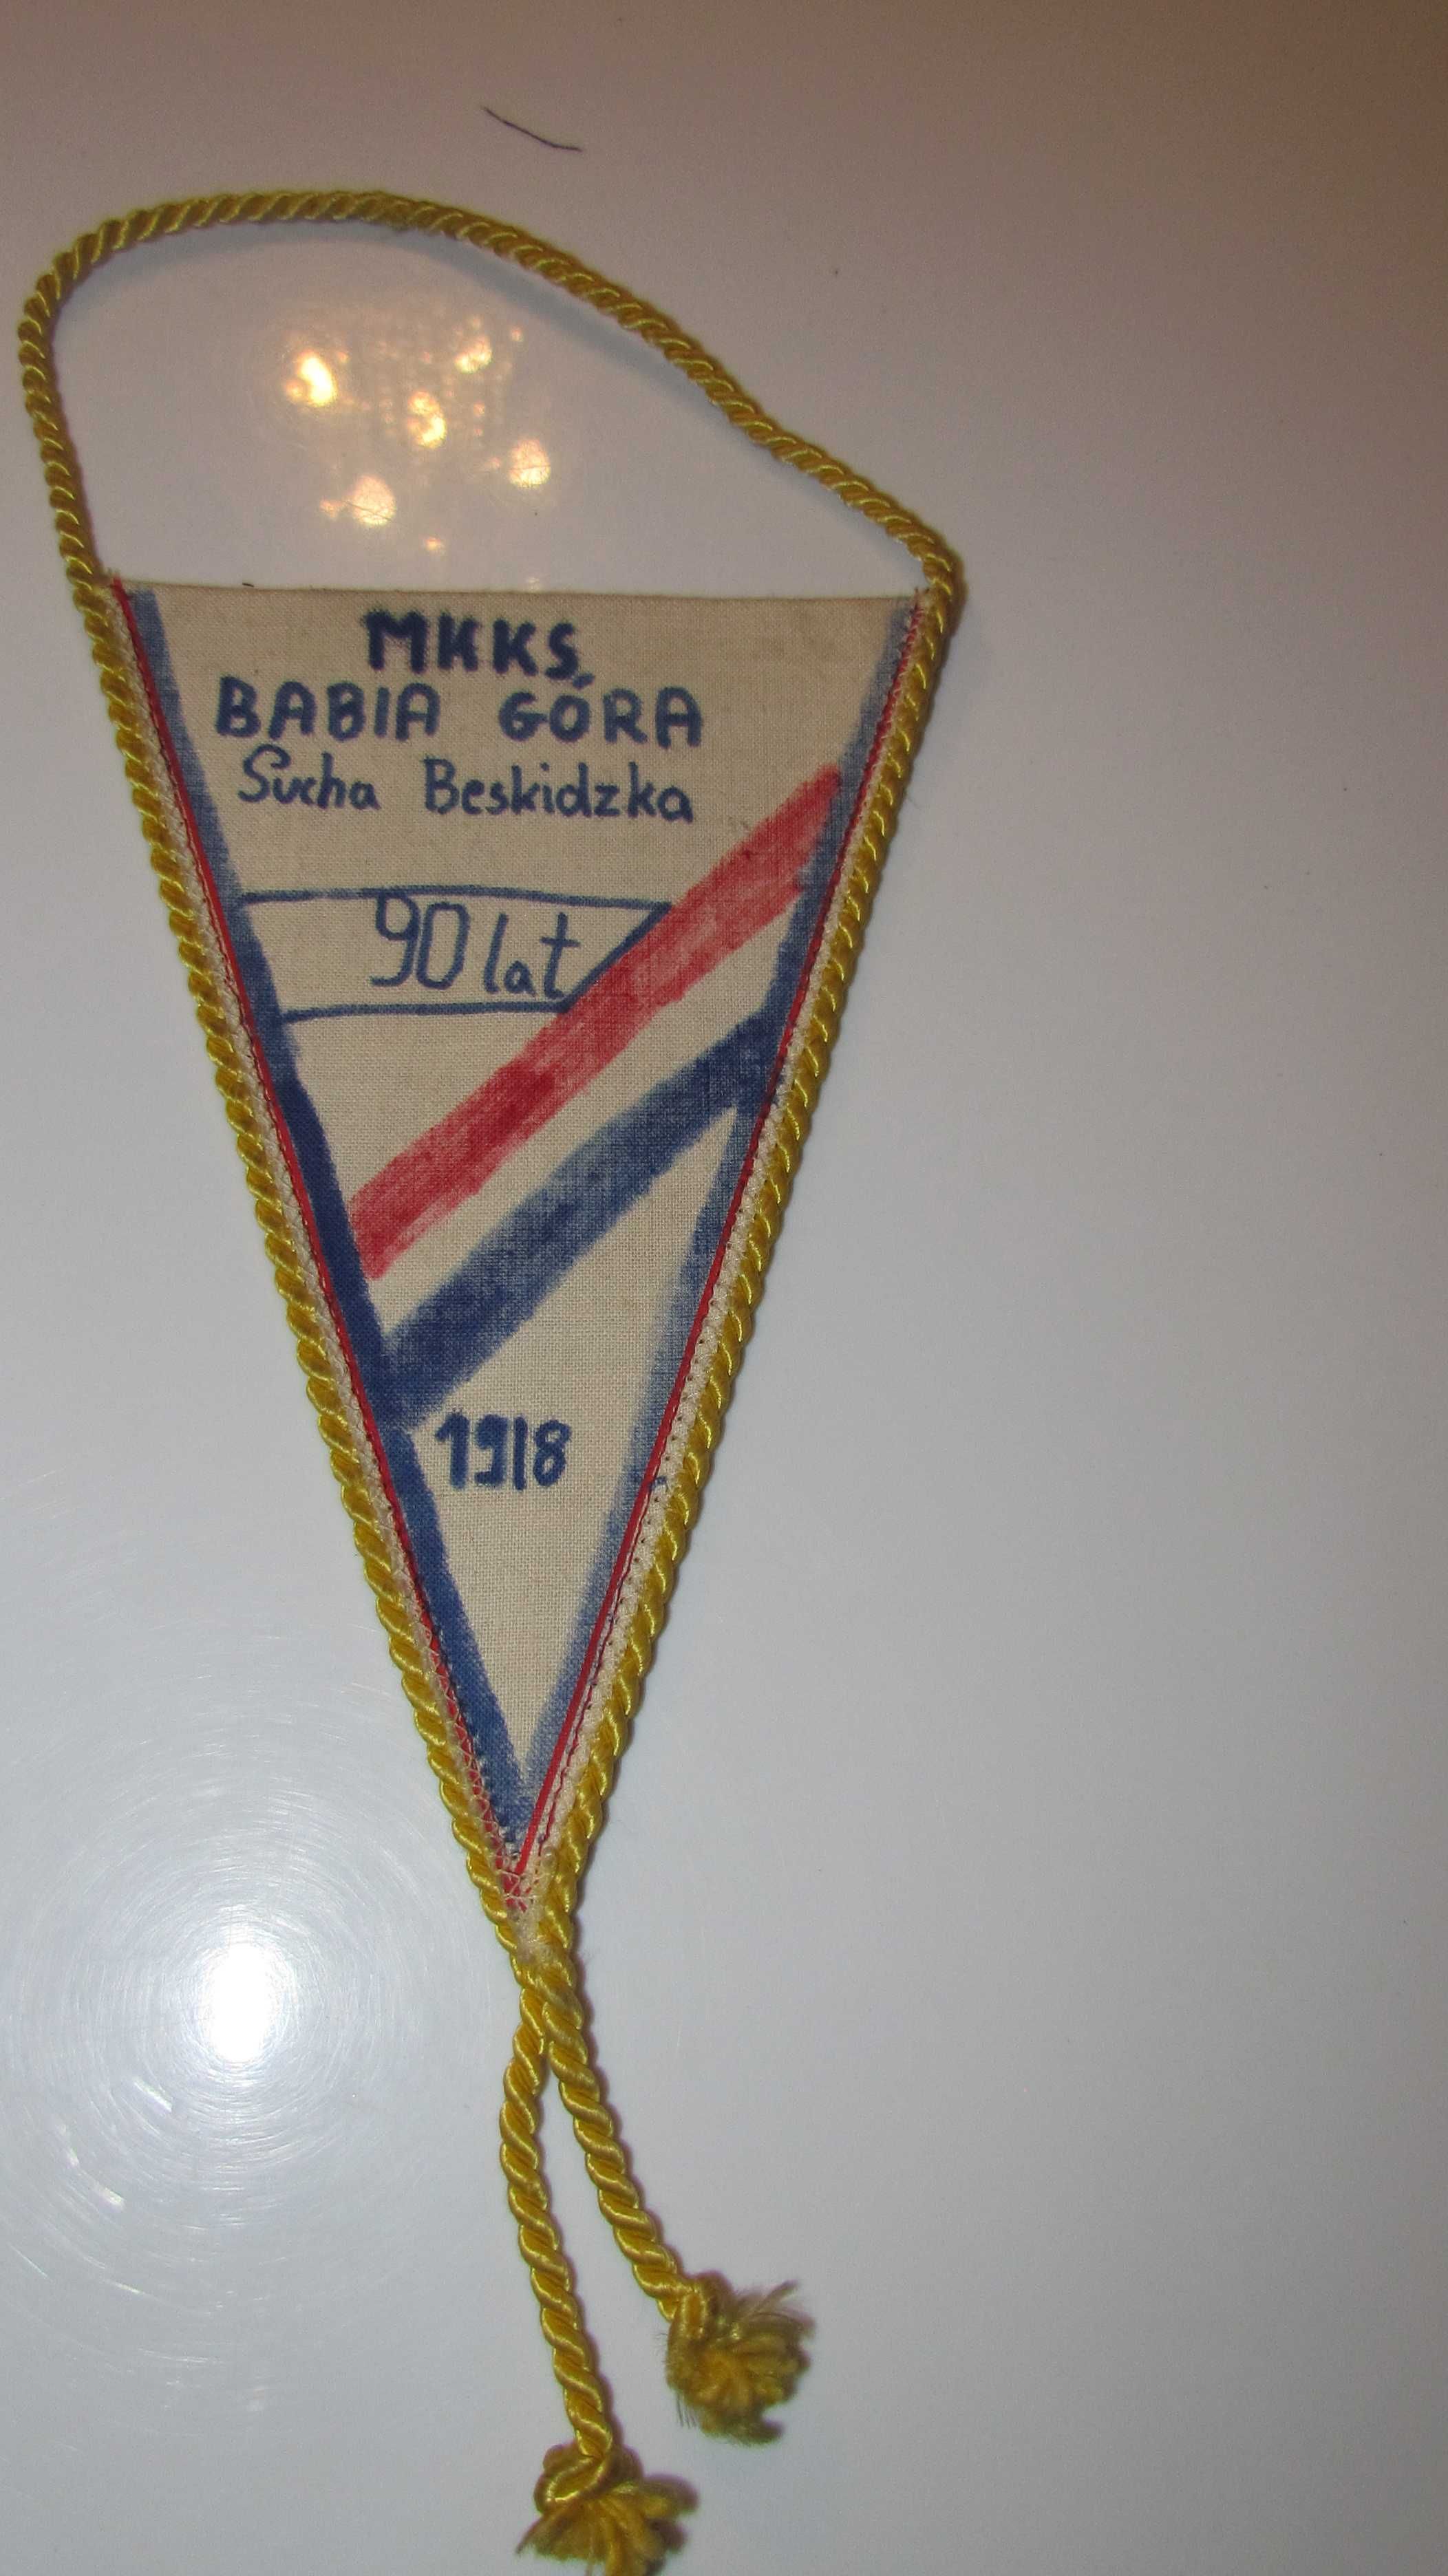 MKKS
BABIA GÓRA
Sucha Beskidzka
90 lat
1918